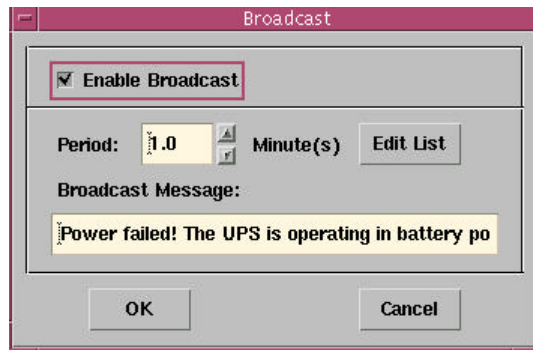 Broadcast
Enable Broadcast
Period: 1.0 Minute(s) Edit List
Broadcast Message:
Power failed! The UPS is operating in battery po
OK Cancel